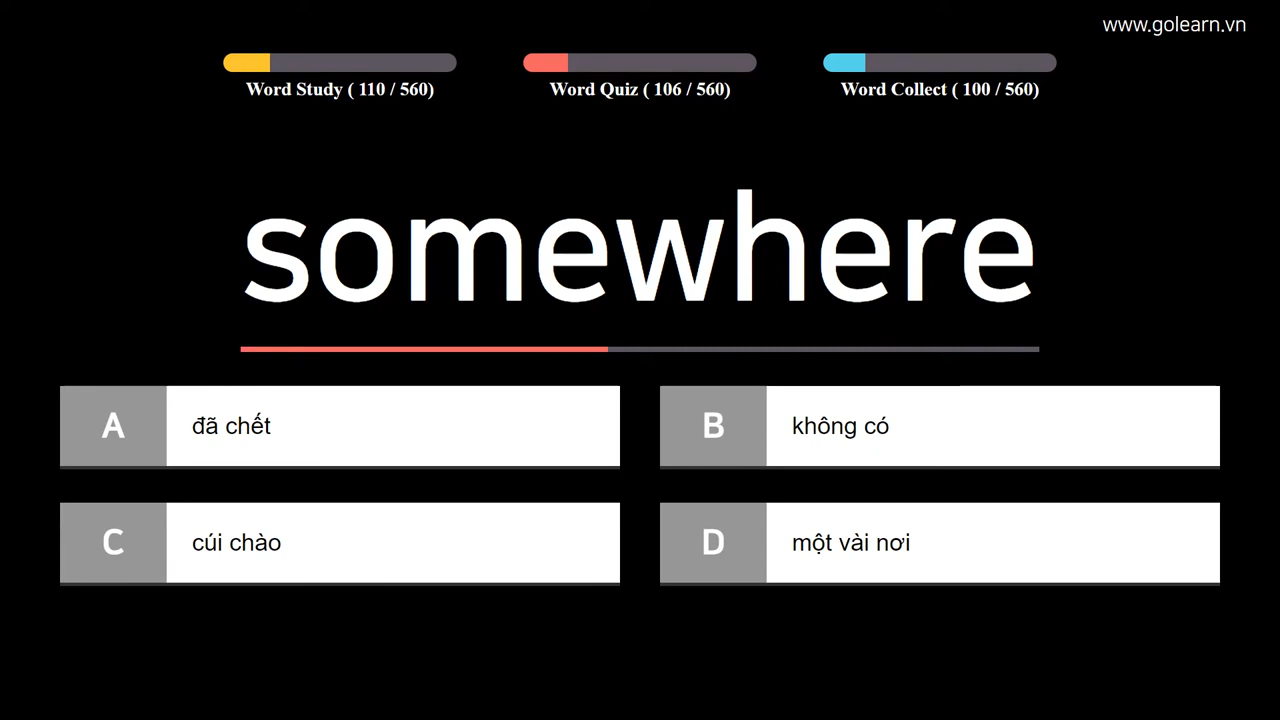 www.golearn.vn
Word Study ( 110 / 560)
Word Quiz ( 106 / 560)
Word Collect ( 100 / 560)
somewhere
A đã chết
B không có
C cúi chào
D một vài nơi